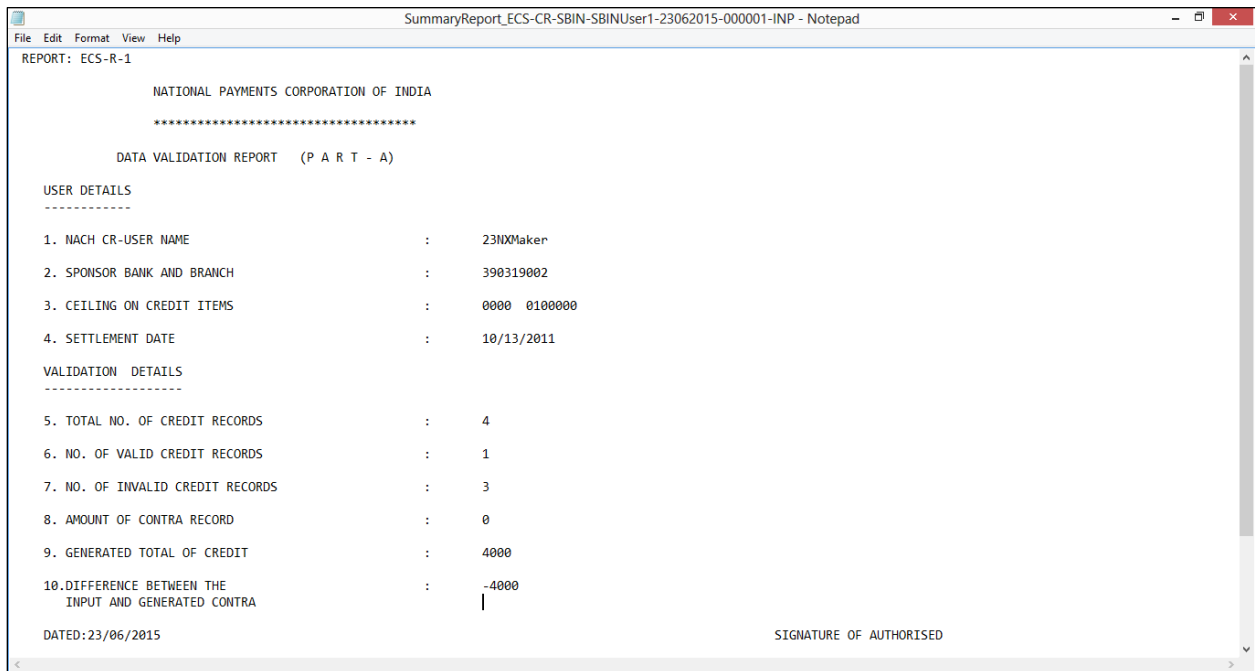 SummaryReport_ECS-CR-SBIN-SBINUser1-23062015-000001-INP - Notepad
File Edit Format View Help
REPORT: ECS-R-1
NATIONAL PAYMENTS CORPORATION OF INDIA
************************************
DATA VALIDATION REPORT (P A R T - A)
USER DETAILS
------------
1. NACH CR-USER NAME : 23NXMaker
2. SPONSOR BANK AND BRANCH : 390319002
3. CEILING ON CREDIT ITEMS : 0000 0100000
4. SETTLEMENT DATE : 10/13/2011
VALIDATION DETAILS
-------------------
5. TOTAL NO. OF CREDIT RECORDS : 4
6. NO. OF VALID CREDIT RECORDS : 1
7. NO. OF INVALID CREDIT RECORDS : 3
8. AMOUNT OF CONTRA RECORD : 0
9. GENERATED TOTAL OF CREDIT : 4000
10.DIFFERENCE BETWEEN THE : -4000
INPUT AND GENERATED CONTRA
DATED:23/06/2015 SIGNATURE OF AUTHORISED